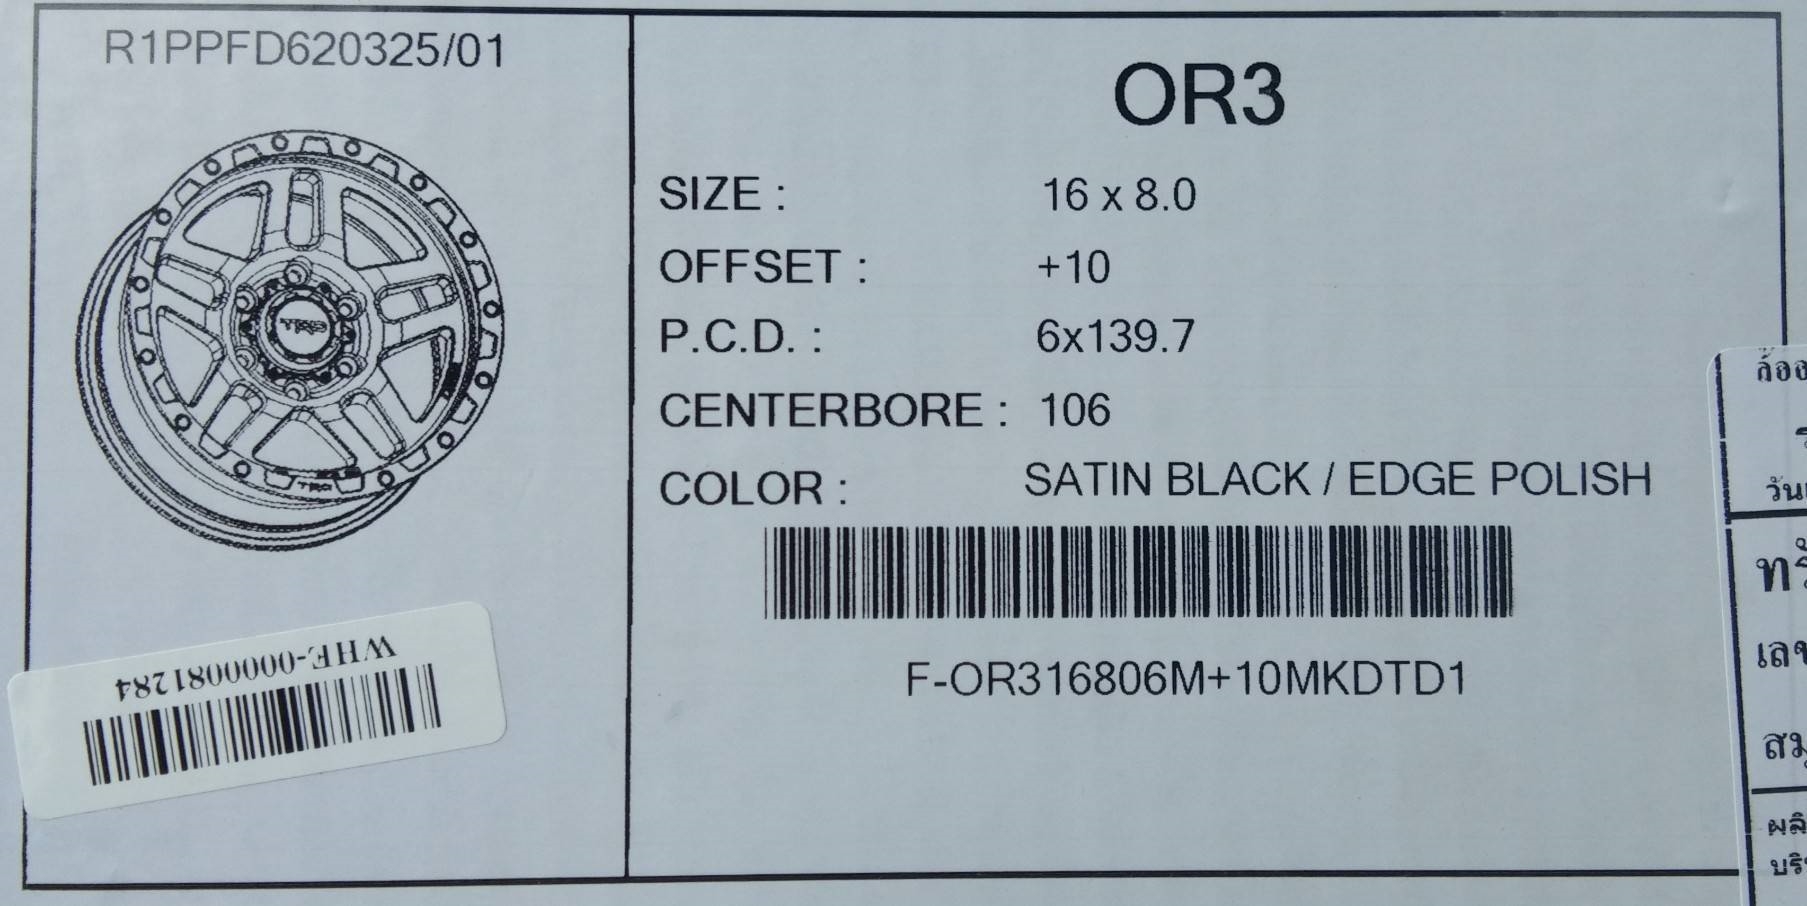 R1PPFD620325/01
OR3
SIZE : 16 x 8.0
OFFSET : +10
P.C.D. : 6x139.7
CENTERBORE : 106
COLOR : SATIN BLACK / EDGE POLISH
F-OR316806M+10MKDTD1
WHE-0000081284